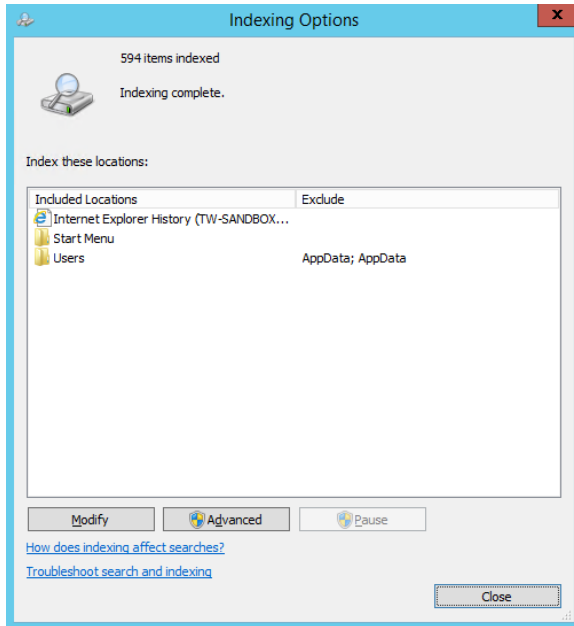 Indexing Options
x
594 items indexed
Indexing complete.
Index these locations:
Included Locations Exclude
Internet Explorer History (TW-SANDBOX...
Start Menu
Users AppData; AppData
Modify Advanced Pause
How does indexing affect searches?
Troubleshoot search and indexing
Close